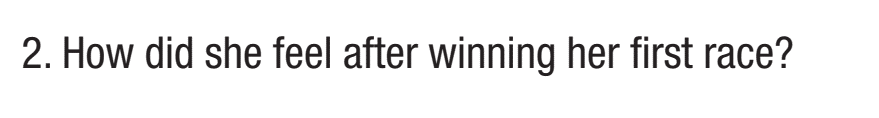 2. How did she feel after winning her first race?